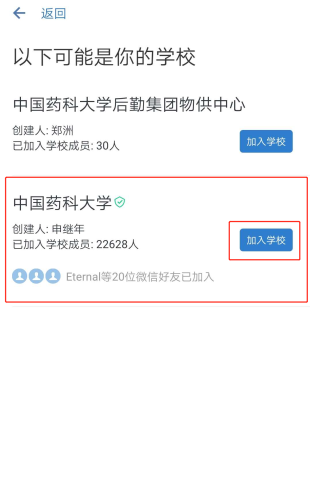 返回
以下可能是你的学校
中国药科大学后勤集团物供中心
创建人: 郑洲
已加入学校成员: 30人
加入学校
中国药科大学
创建人: 申继年
已加入学校成员: 22628人
加入学校
Eternal等20位微信好友已加入